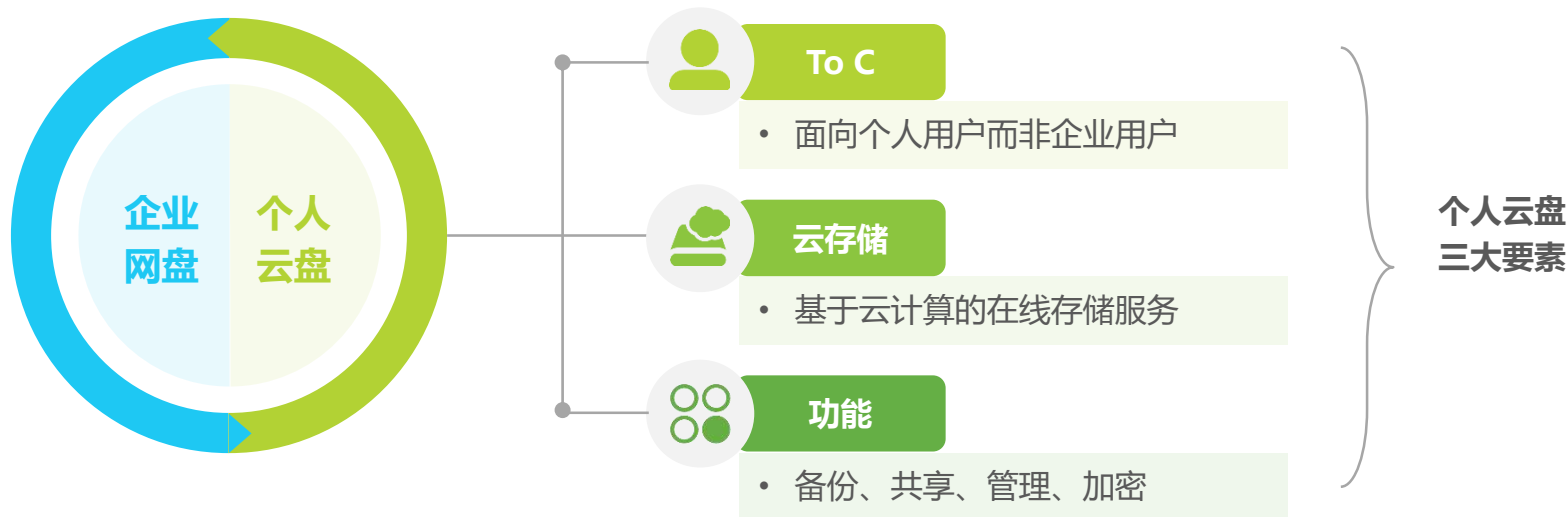 企业
网盘
个人
云盘
To C
• 面向个人用户而非企业用户
云存储
• 基于云计算的在线存储服务
功能
• 备份、共享、管理、加密
个人云盘
三大要素